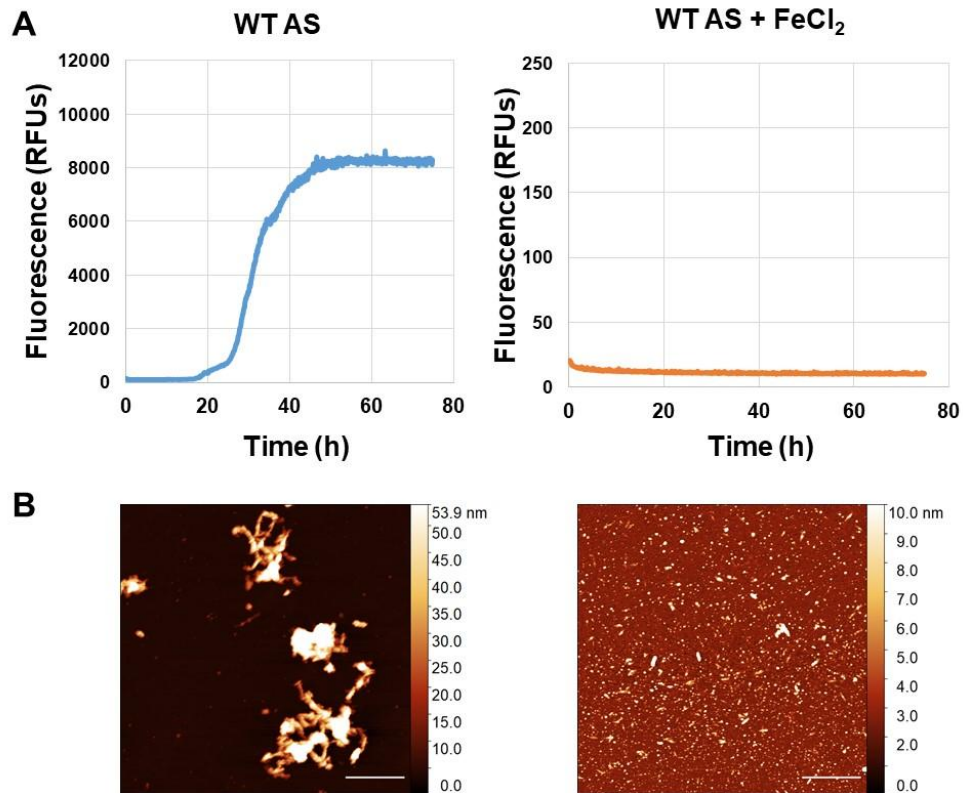 A
WT AS
WT AS + FeCl₂
Fluorescence (RFUs)
12000
10000
8000
6000
4000
2000
0
0 20 40 60 80
Time (h)
Fluorescence (RFUs)
250
200
150
100
50
0
0 20 40 60 80
Time (h)
B
53.9 nm
50.0
45.0
40.0
35.0
30.0
25.0
20.0
15.0
10.0
0.0
10.0 nm
9.0
8.0
7.0
6.0
5.0
4.0
3.0
2.0
0.0